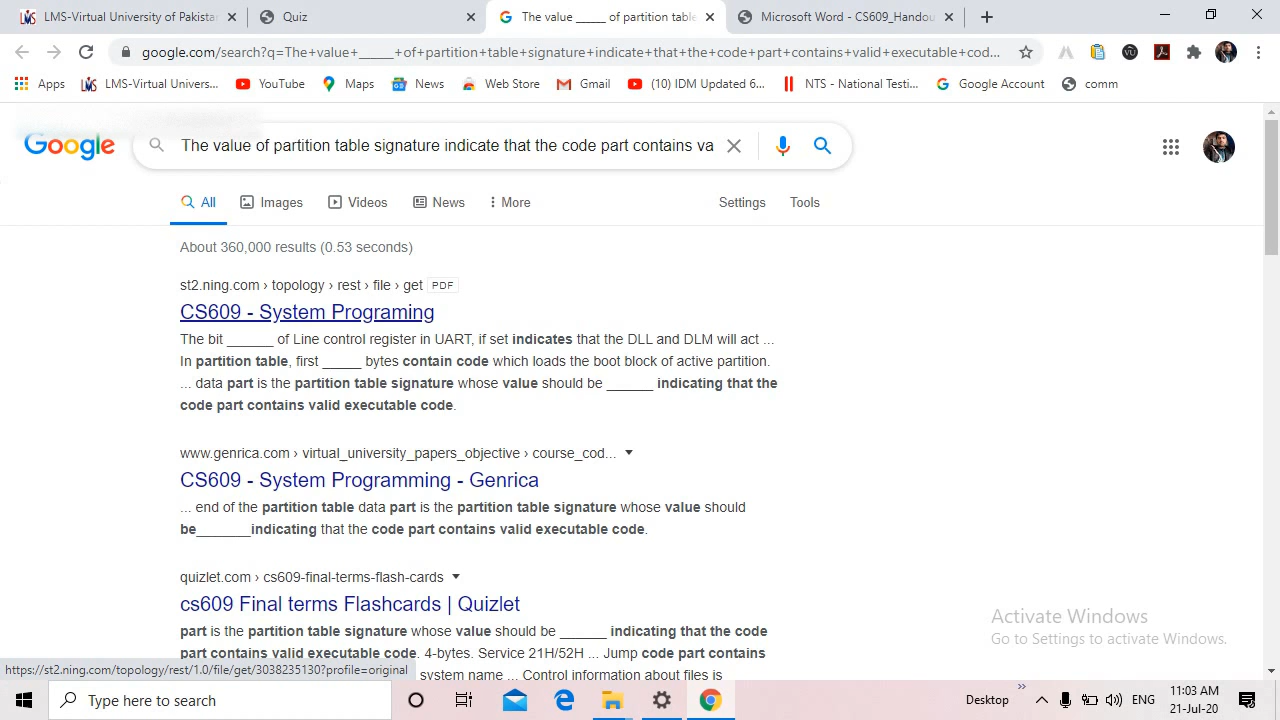 LMS-Virtual University of Pakistan
Quiz
The value _____ of partition table
Microsoft Word - CS609_Handou
google.com/search?q=The+value+_____+of+partition+table+signature+indicate+that+the+code+part+contains+valid+executable+cod...
Apps
LMS-Virtual Univers...
YouTube
Maps
News
Web Store
Gmail
(10) IDM Updated 6...
NTS - National Testi...
Google Account
comm
Google
The value of partition table signature indicate that the code part contains va
All
Images
Videos
News
More
Settings
Tools
About 360,000 results (0.53 seconds)
st2.ning.com › topology › rest › file › get PDF
CS609 - System Programing
The bit ______ of Line control register in UART, if set indicates that the DLL and DLM will act ...
In partition table, first _____ bytes contain code which loads the boot block of active partition.
... data part is the partition table signature whose value should be ______ indicating that the
code part contains valid executable code.
www.genrica.com › virtual_university_papers_objective › course_cod...
CS609 - System Programming - Genrica
... end of the partition table data part is the partition table signature whose value should
be_______indicating that the code part contains valid executable code.
quizlet.com › cs609-final-terms-flash-cards
cs609 Final terms Flashcards | Quizlet
part is the partition table signature whose value should be ______ indicating that the code
part contains valid executable code. 4-bytes. Service 21H/52H ... Jump code part contains
system name ... Control information about files is
Activate Windows
Go to Settings to activate Windows.
https://st2.ning.com/topology/rest/1.0/file/get/3038235130?profile=original
Type here to search
Desktop
ENG
11:03 AM
21-Jul-20